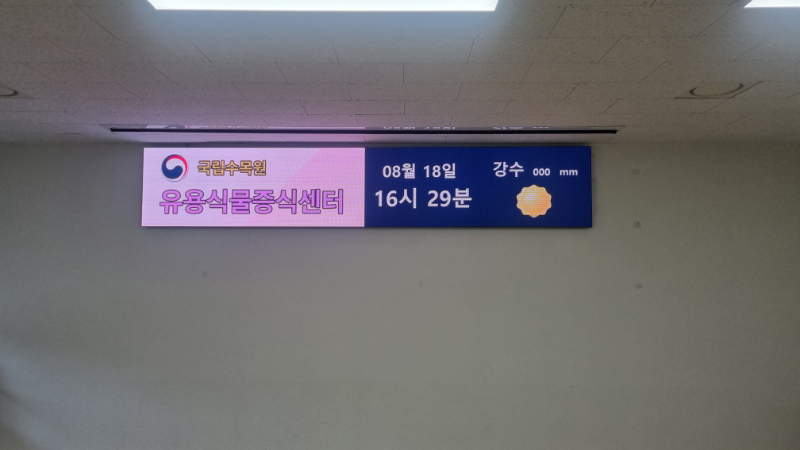 국립수목원
유용식물증식센터
08월 18일
16시 29분
강수 000 mm